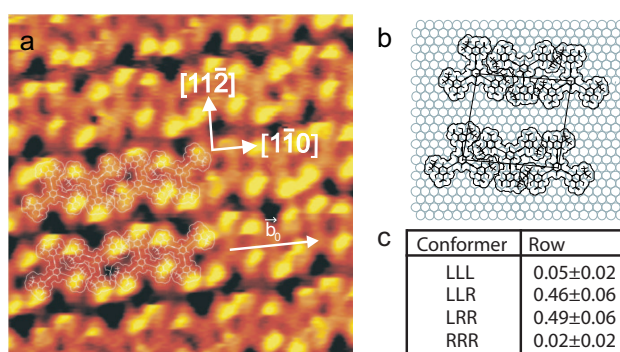 a
[112̄]
[11̄0]
b⃗₀
b
c
Conformer Row
LLL 0.05±0.02
LLR 0.46±0.06
LRR 0.49±0.06
RRR 0.02±0.02